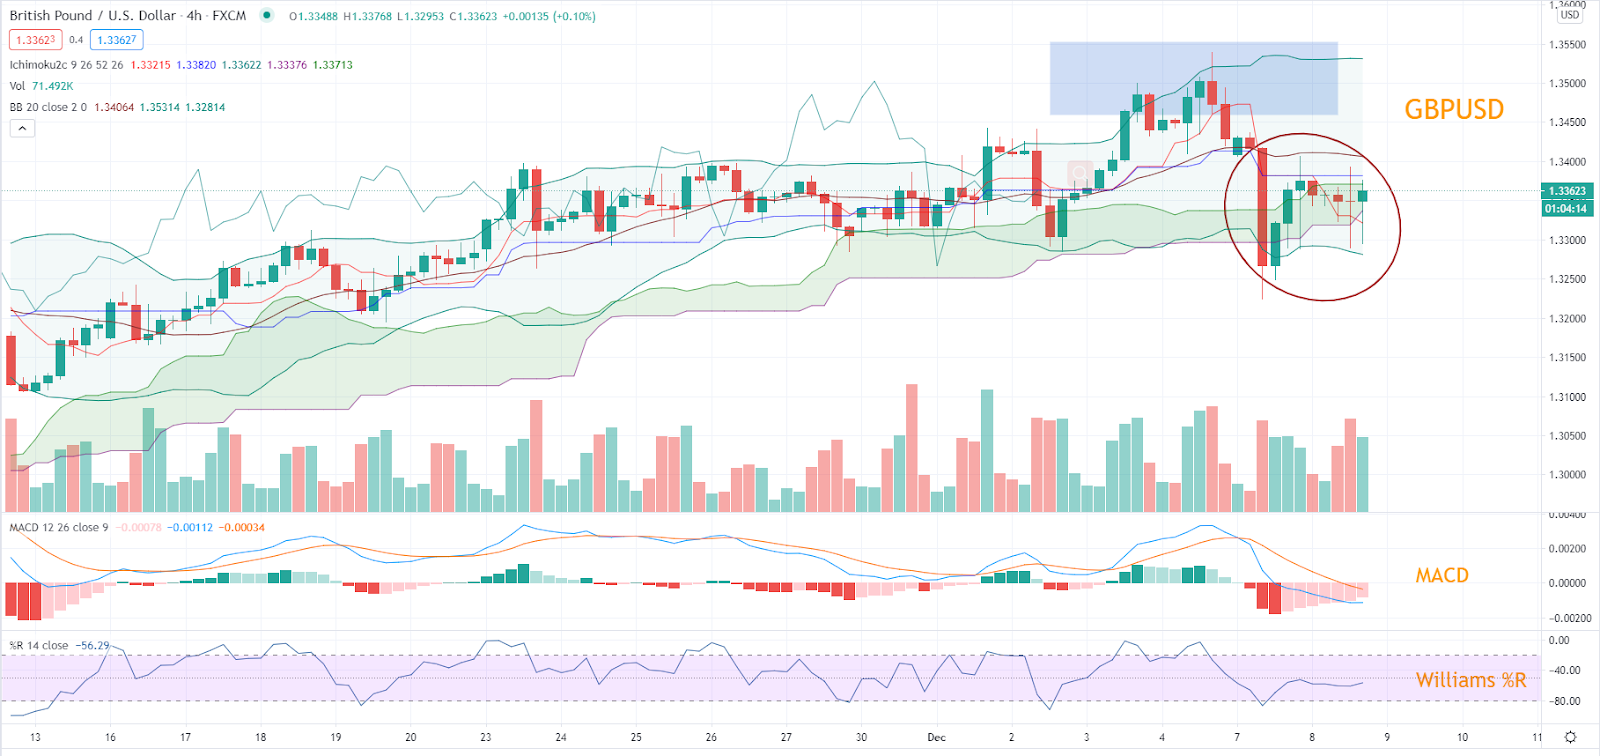 British Pound / U.S. Dollar · 4h · FXCM O1.33488 H1.33768 L1.32953 C1.33623 +0.00135 (+0.10%)
1.33623 0.4 1.33627
Ichimoku2c 9 26 52 26 1.33215 1.33820 1.33622 1.33376 1.33713
Vol 71.492K
BB 20 close 2 0 1.34064 1.35314 1.32814
GBPUSD
1.36000
USD
1.35500
1.35000
1.34500
1.34000
1.33623
01:04:14
1.33000
1.32500
1.32000
1.31500
1.31000
1.30500
1.30000
MACD 12 26 close 9 −0.00078 −0.00112 −0.00034
MACD
0.00400
0.00200
0.00000
−0.00200
%R 14 close −56.29
Williams %R
0.00
−40.00
−80.00
13 16 17 18 19 20 23 24 25 26 27 30 Dec 2 3 4 7 8 9 10 11